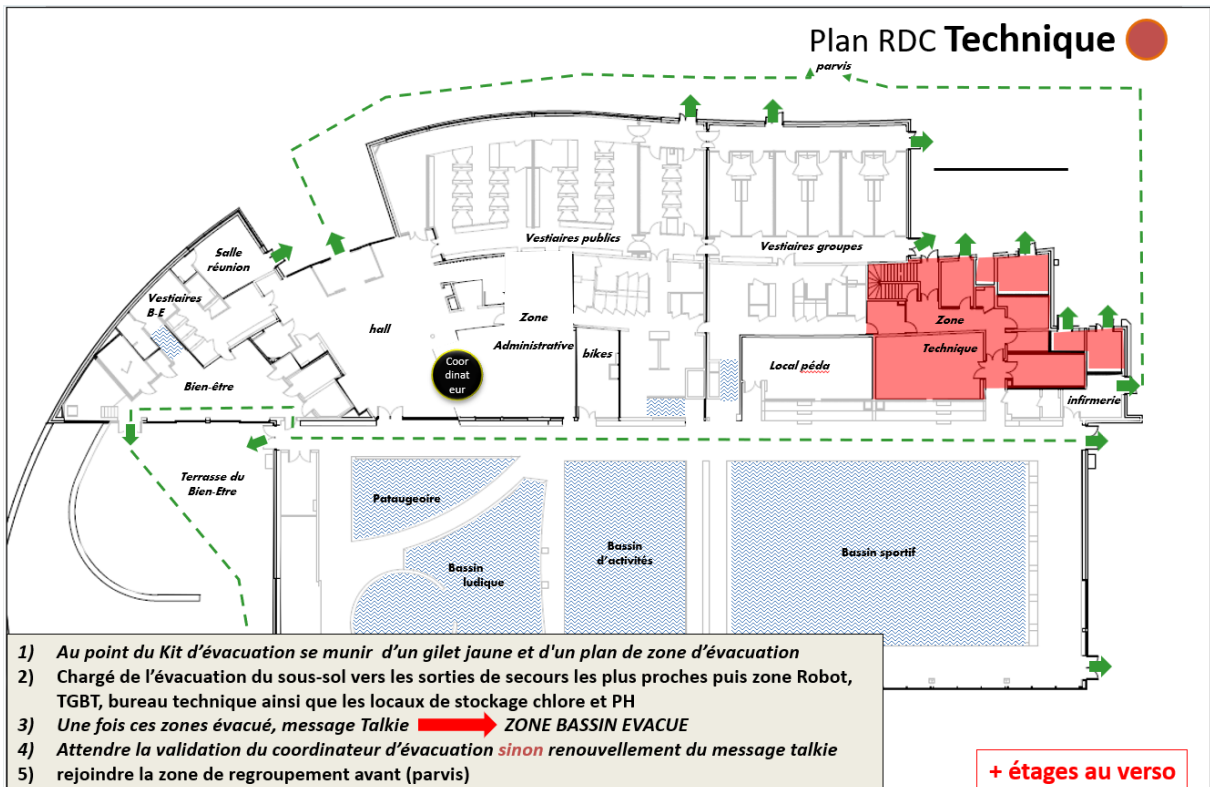 Plan RDC Technique
parvis
Salle
réunion
Vestiaires publics
Vestiaires groupes
Vestiaires
B-E
hall
Zone
Administrative
bikes
Zone
Technique
Coor
dinat
eur
Local péda
Bien-être
infirmerie
Terrasse du
Bien-Etre
Pataugeoire
Bassin
ludique
Bassin
d'activités
Bassin sportif
1) Au point du Kit d'évacuation se munir d'un gilet jaune et d'un plan de zone d'évacuation
2) Chargé de l'évacuation du sous-sol vers les sorties de secours les plus proches puis zone Robot,
TGBT, bureau technique ainsi que les locaux de stockage chlore et PH
3) Une fois ces zones évacué, message Talkie ZONE BASSIN EVACUE
4) Attendre la validation du coordinateur d'évacuation sinon renouvellement du message talkie
5) rejoindre la zone de regroupement avant (parvis)
+ étages au verso